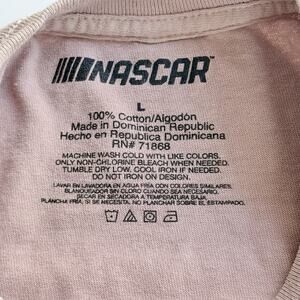 NASCAR
L
100% Cotton/Algodón
Made in Dominican Republic
Hecho en Republica Dominicana
RN# 71868
MACHINE WASH COLD WITH LIKE COLORS.
ONLY NON-CHLORINE BLEACH WHEN NEEDED.
TUMBLE DRY LOW. COOL IRON IF NEEDED.
DO NOT IRON ON DESIGN.
LAVAR EN LAVADORA EN AGUA FRÍA CON COLORES SIMILARES.
BLANQUEADOR SIN CLORO CUANDO SEA NECESARIO.
SECAR EN SECADORA A TEMPERATURA BAJA.
PLANCHA FRÍA, SI ES NECESARIO. NO PLANCHAR SOBRE EL ESTAMPADO.